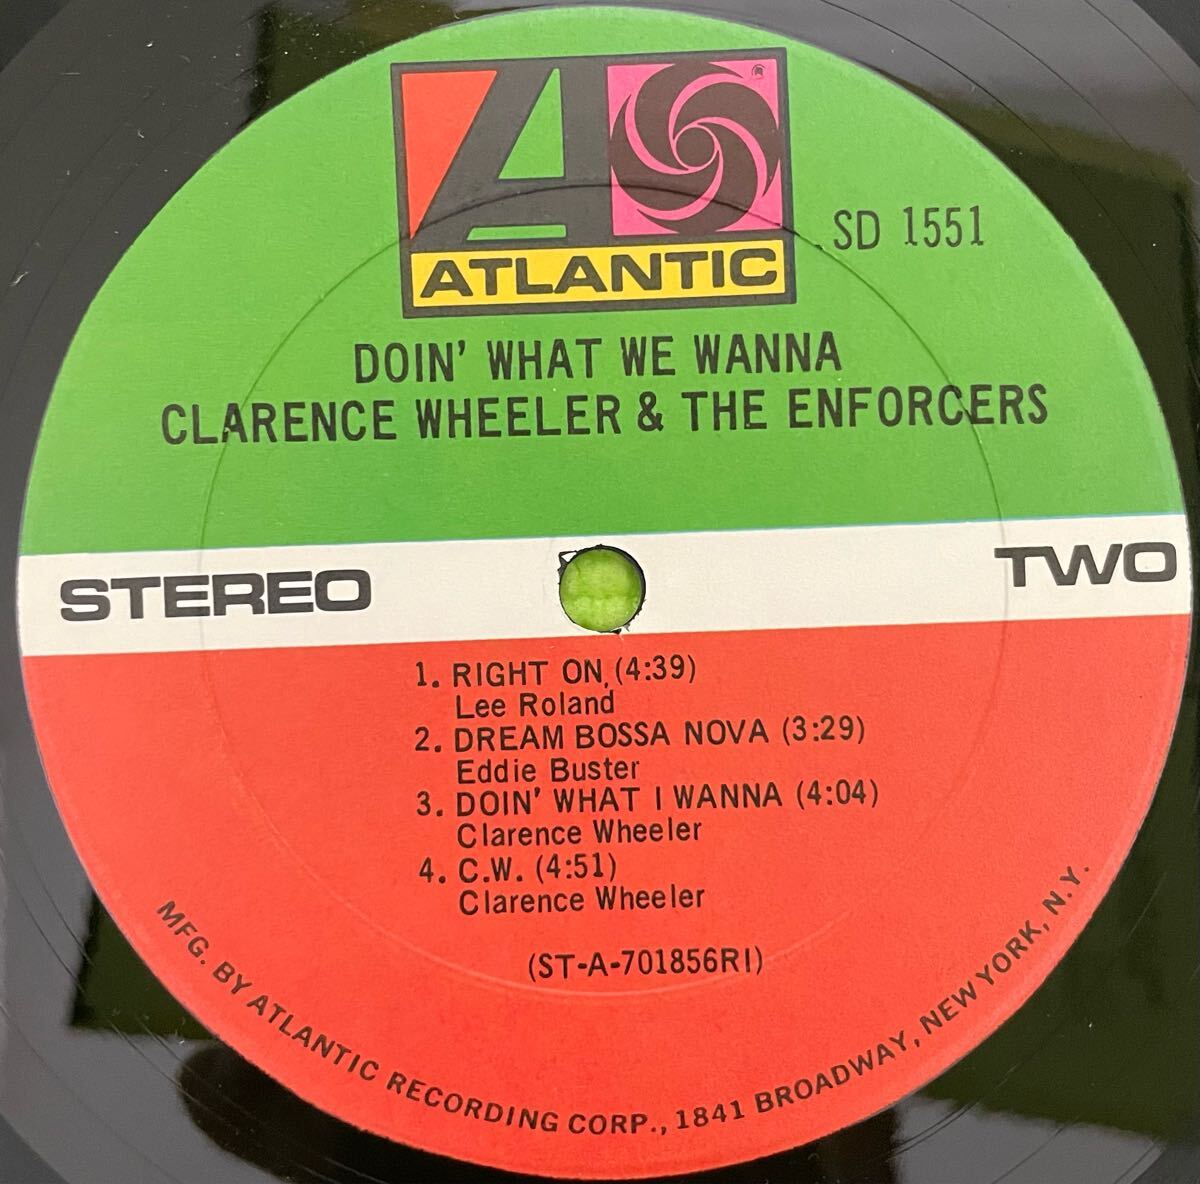 ATLANTIC
SD 1551
DOIN' WHAT WE WANNA
CLARENCE WHEELER & THE ENFORCERS
STEREO
TWO
1. RIGHT ON, (4:39)
Lee Roland
2. DREAM BOSSA NOVA (3:29)
Eddie Buster
3. DOIN' WHAT I WANNA (4:04)
Clarence Wheeler
4. C.W. (4:51)
Clarence Wheeler
(ST-A-701856RI)
MFG. BY ATLANTIC RECORDING CORP., 1841 BROADWAY, NEW YORK, N.Y.